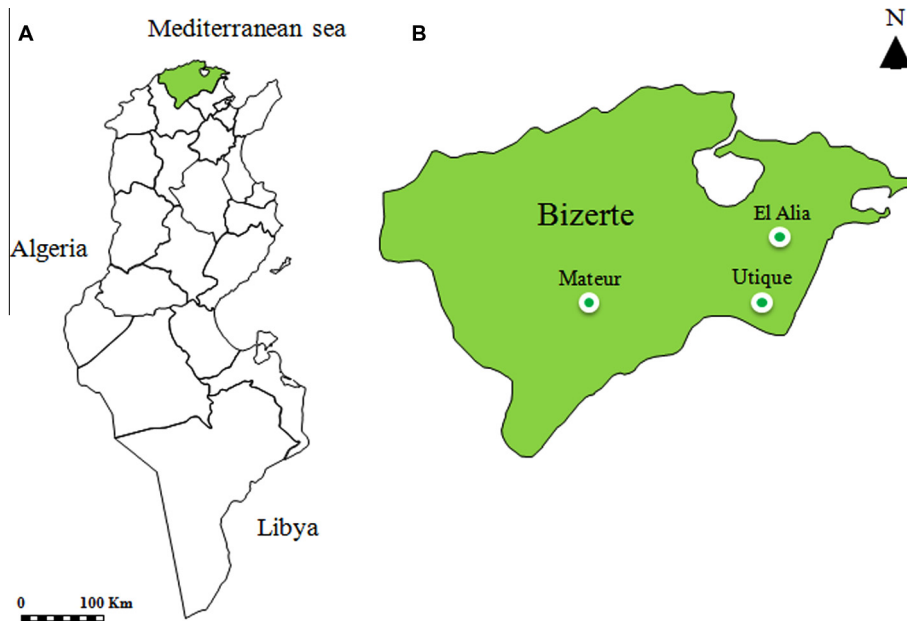 A
Mediterranean sea
Algeria
Libya
0 100 Km
B
N
Bizerte
El Alia
Mateur
Utique